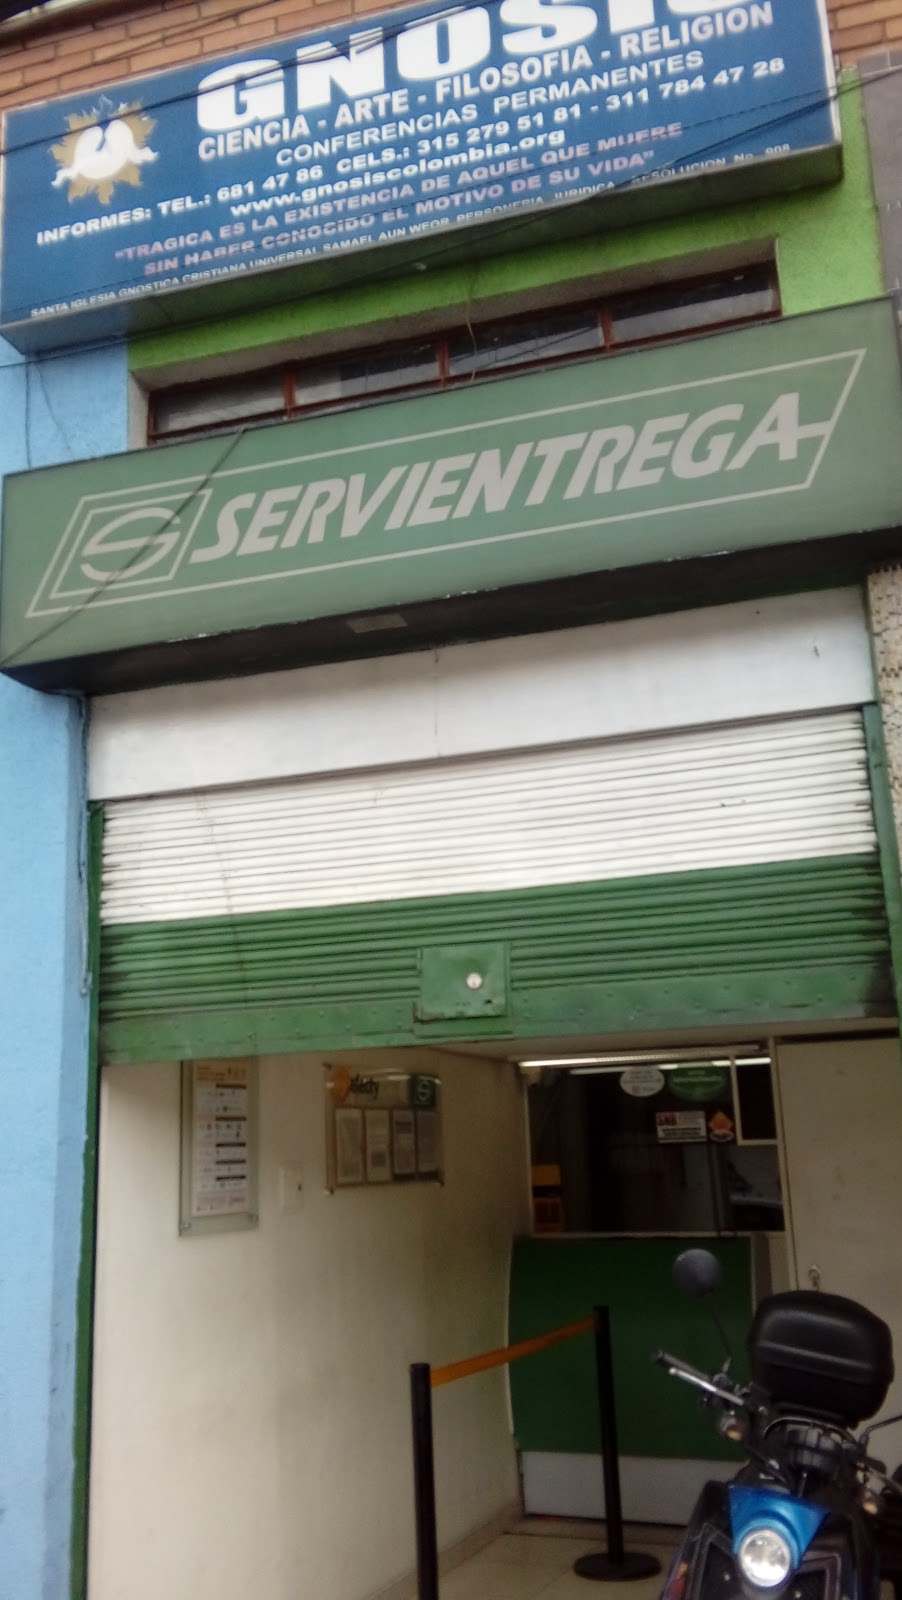 GNOSIS
CIENCIA - ARTE - FILOSOFIA - RELIGION
CONFERENCIAS PERMANENTES
INFORMES: TEL.: 681 47 86 CELS.: 315 279 51 81 - 311 784 47 28
www.gnosiscolombia.org
"TRAGICA ES LA EXISTENCIA DE AQUEL QUE MUERE
SIN HABER CONOCIDO EL MOTIVO DE SU VIDA"
SANTA IGLESIA GNOSTICA CRISTIANA UNIVERSAL SAMAEL AUN WEOR PERSONERIA JURIDICA RESOLUCION No. 908
S SERVIENTREGA
efecty